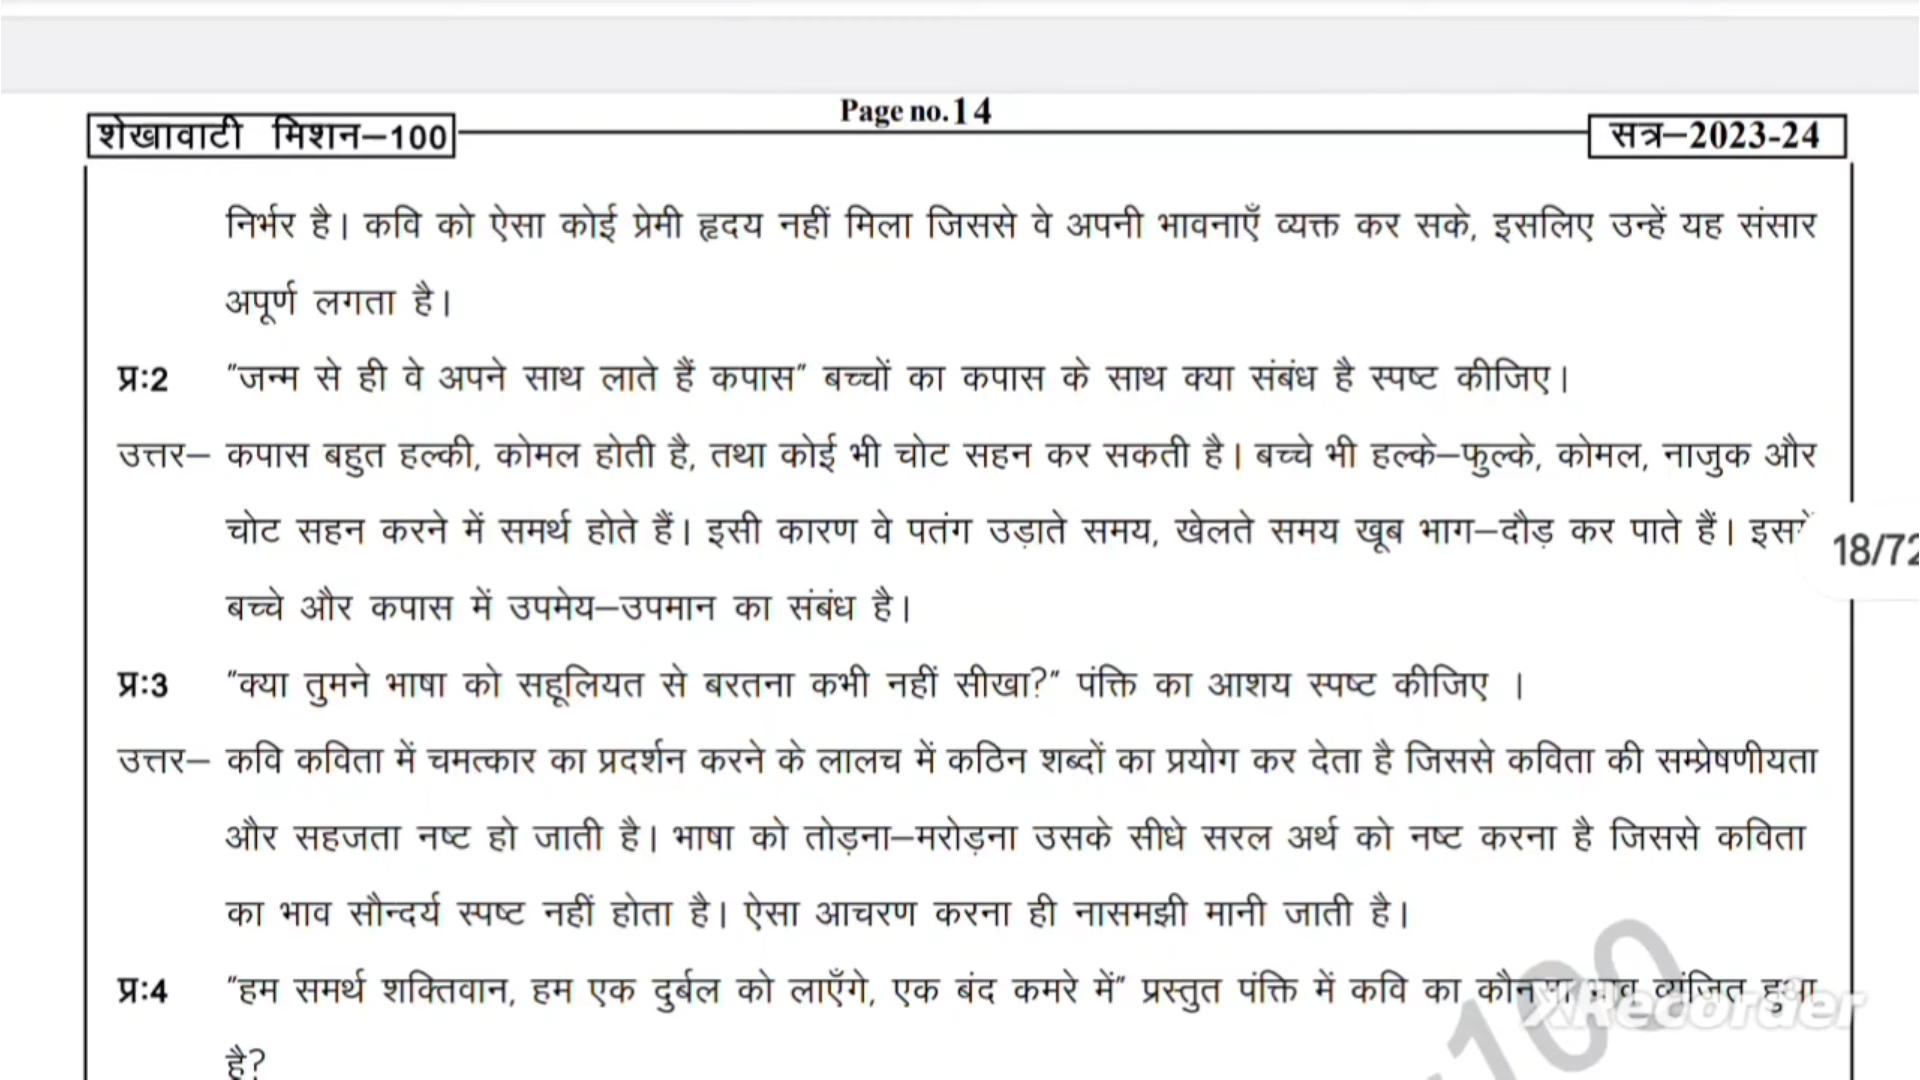 Page no.14
शेखावाटी मिशन–100
सत्र–2023-24
निर्भर है। कवि को ऐसा कोई प्रेमी हृदय नहीं मिला जिससे वे अपनी भावनाएँ व्यक्त कर सके, इसलिए उन्हें यह संसार
अपूर्ण लगता है।
प्र:2 "जन्म से ही वे अपने साथ लाते हैं कपास" बच्चों का कपास के साथ क्या संबंध है स्पष्ट कीजिए।
उत्तर– कपास बहुत हल्की, कोमल होती है, तथा कोई भी चोट सहन कर सकती है। बच्चे भी हल्के–फुल्के, कोमल, नाजुक और
चोट सहन करने में समर्थ होते हैं। इसी कारण वे पतंग उड़ाते समय, खेलते समय खूब भाग–दौड़ कर पाते हैं।
18/72
बच्चे और कपास में उपमेय–उपमान का संबंध है।
प्र:3 "क्या तुमने भाषा को सहूलियत से बरतना कभी नहीं सीखा?" पंक्ति का आशय स्पष्ट कीजिए ।
उत्तर– कवि कविता में चमत्कार का प्रदर्शन करने के लालच में कठिन शब्दों का प्रयोग कर देता है जिससे कविता की सम्प्रेषणीयता
और सहजता नष्ट हो जाती है। भाषा को तोड़ना–मरोड़ना उसके सीधे सरल अर्थ को नष्ट करना है जिससे कविता
का भाव सौन्दर्य स्पष्ट नहीं होता है। ऐसा आचरण करना ही नासमझी मानी जाती है।
प्र:4 "हम समर्थ शक्तिवान, हम एक दुर्बल को लाएँगे, एक बंद कमरे में" प्रस्तुत पंक्ति में कवि का कौनसा भाव व्यंजित हुआ
है?
100
XRecorder